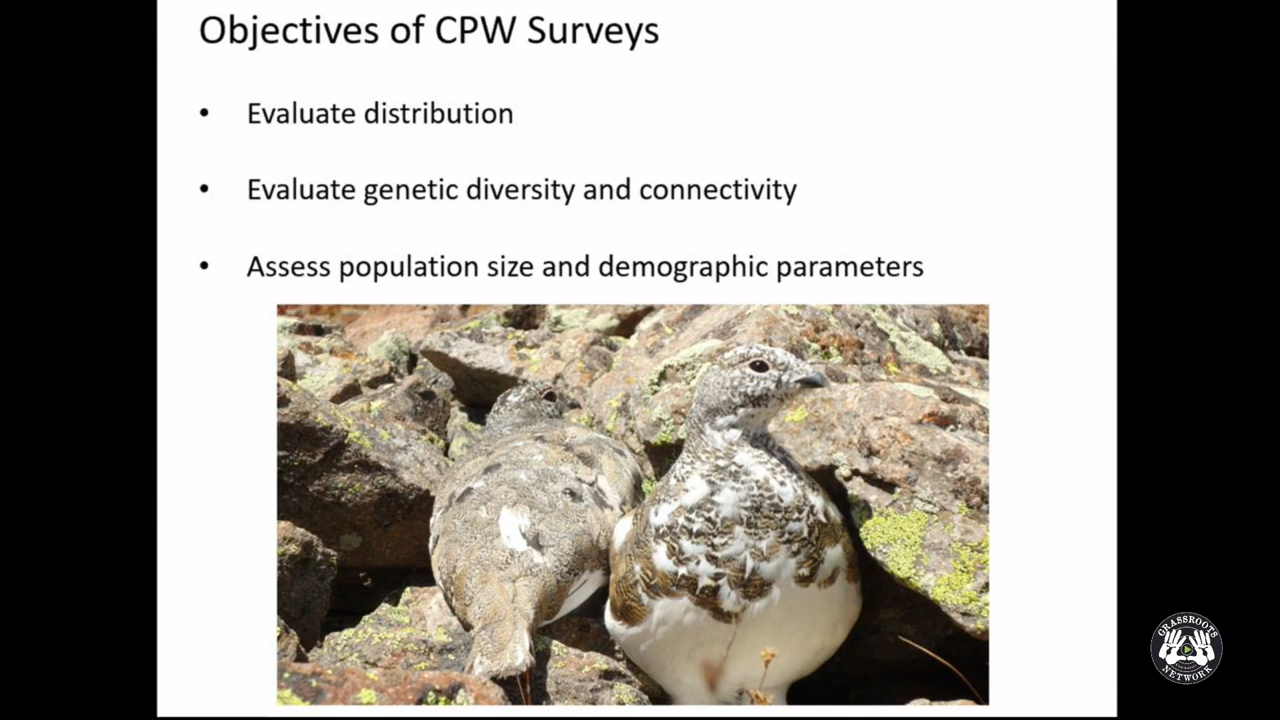 Objectives of CPW Surveys
• Evaluate distribution
• Evaluate genetic diversity and connectivity
• Assess population size and demographic parameters
GRASSROOTS
NETWORK